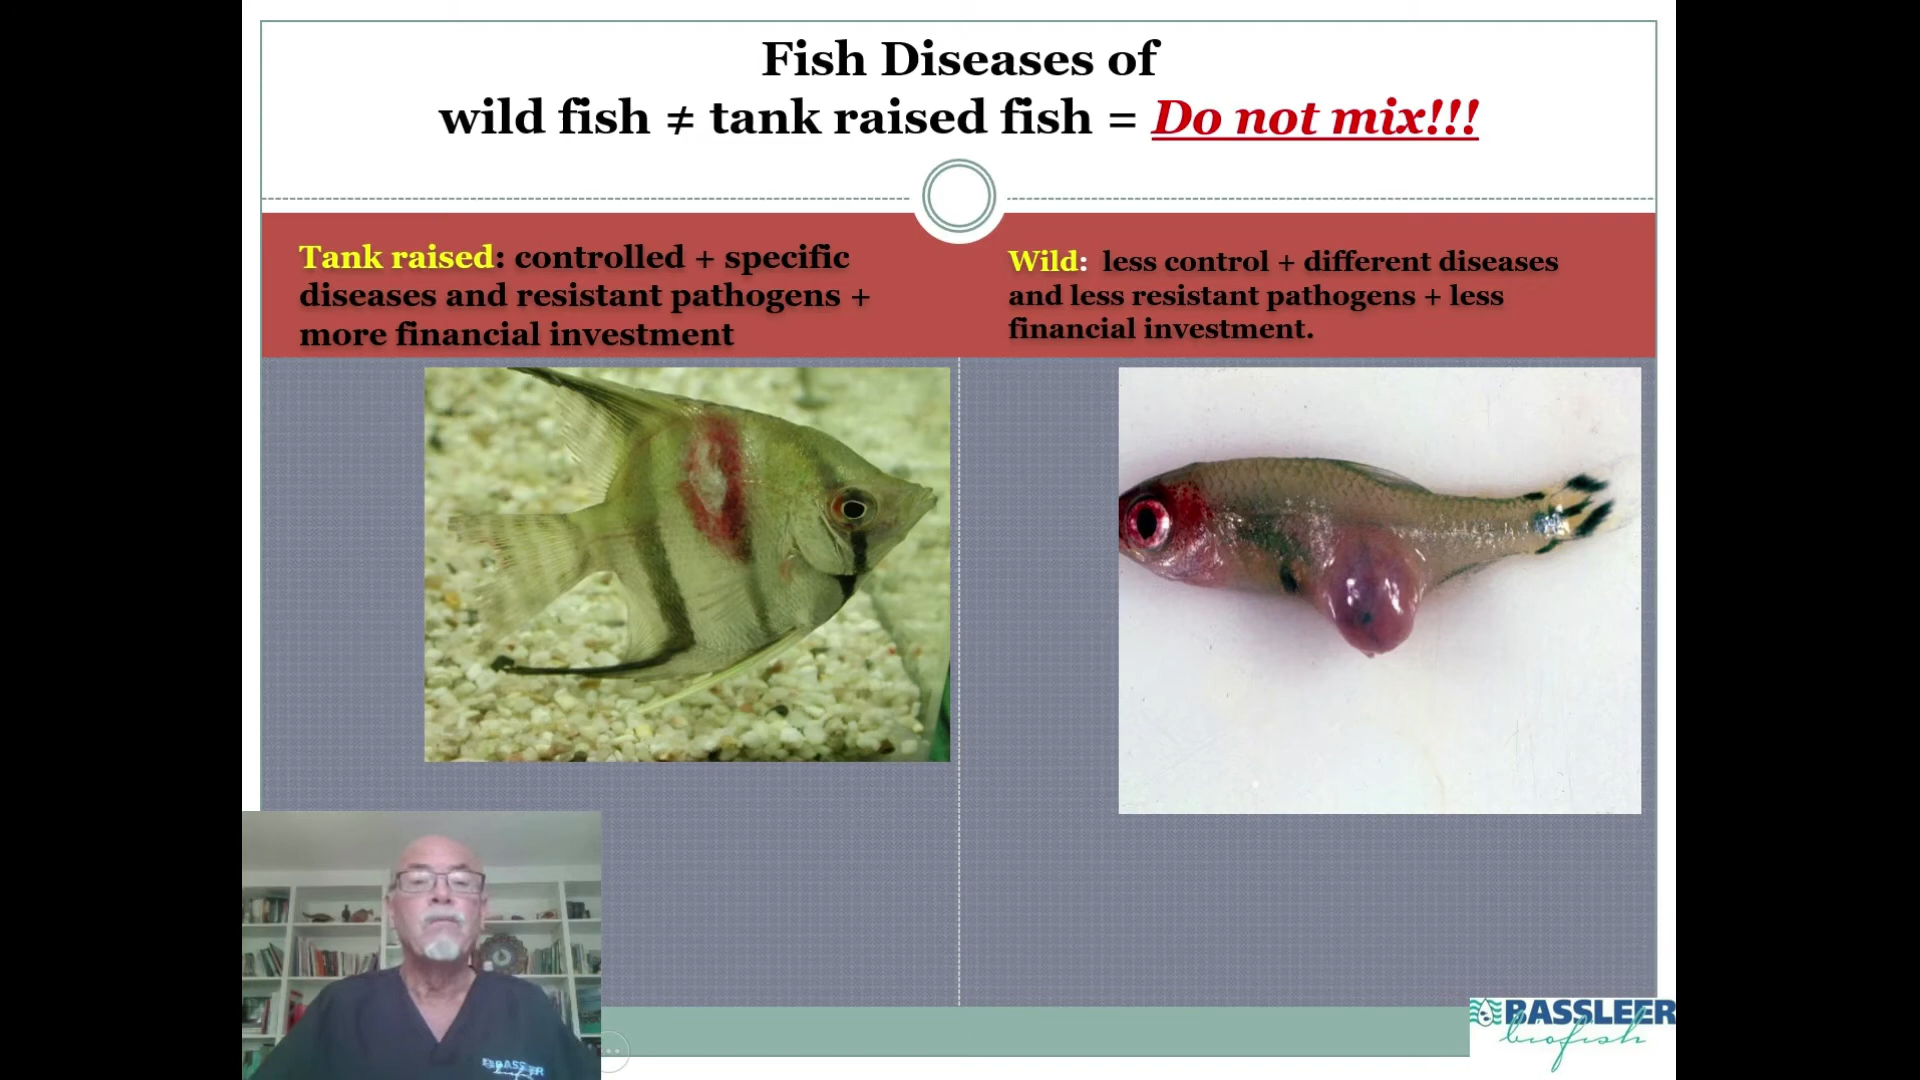 Fish Diseases of
wild fish ≠ tank raised fish = Do not mix!!!
Tank raised: controlled + specific
diseases and resistant pathogens +
more financial investment
Wild: less control + different diseases
and less resistant pathogens + less
financial investment.
BASSLEER
biofish
BASSLEER